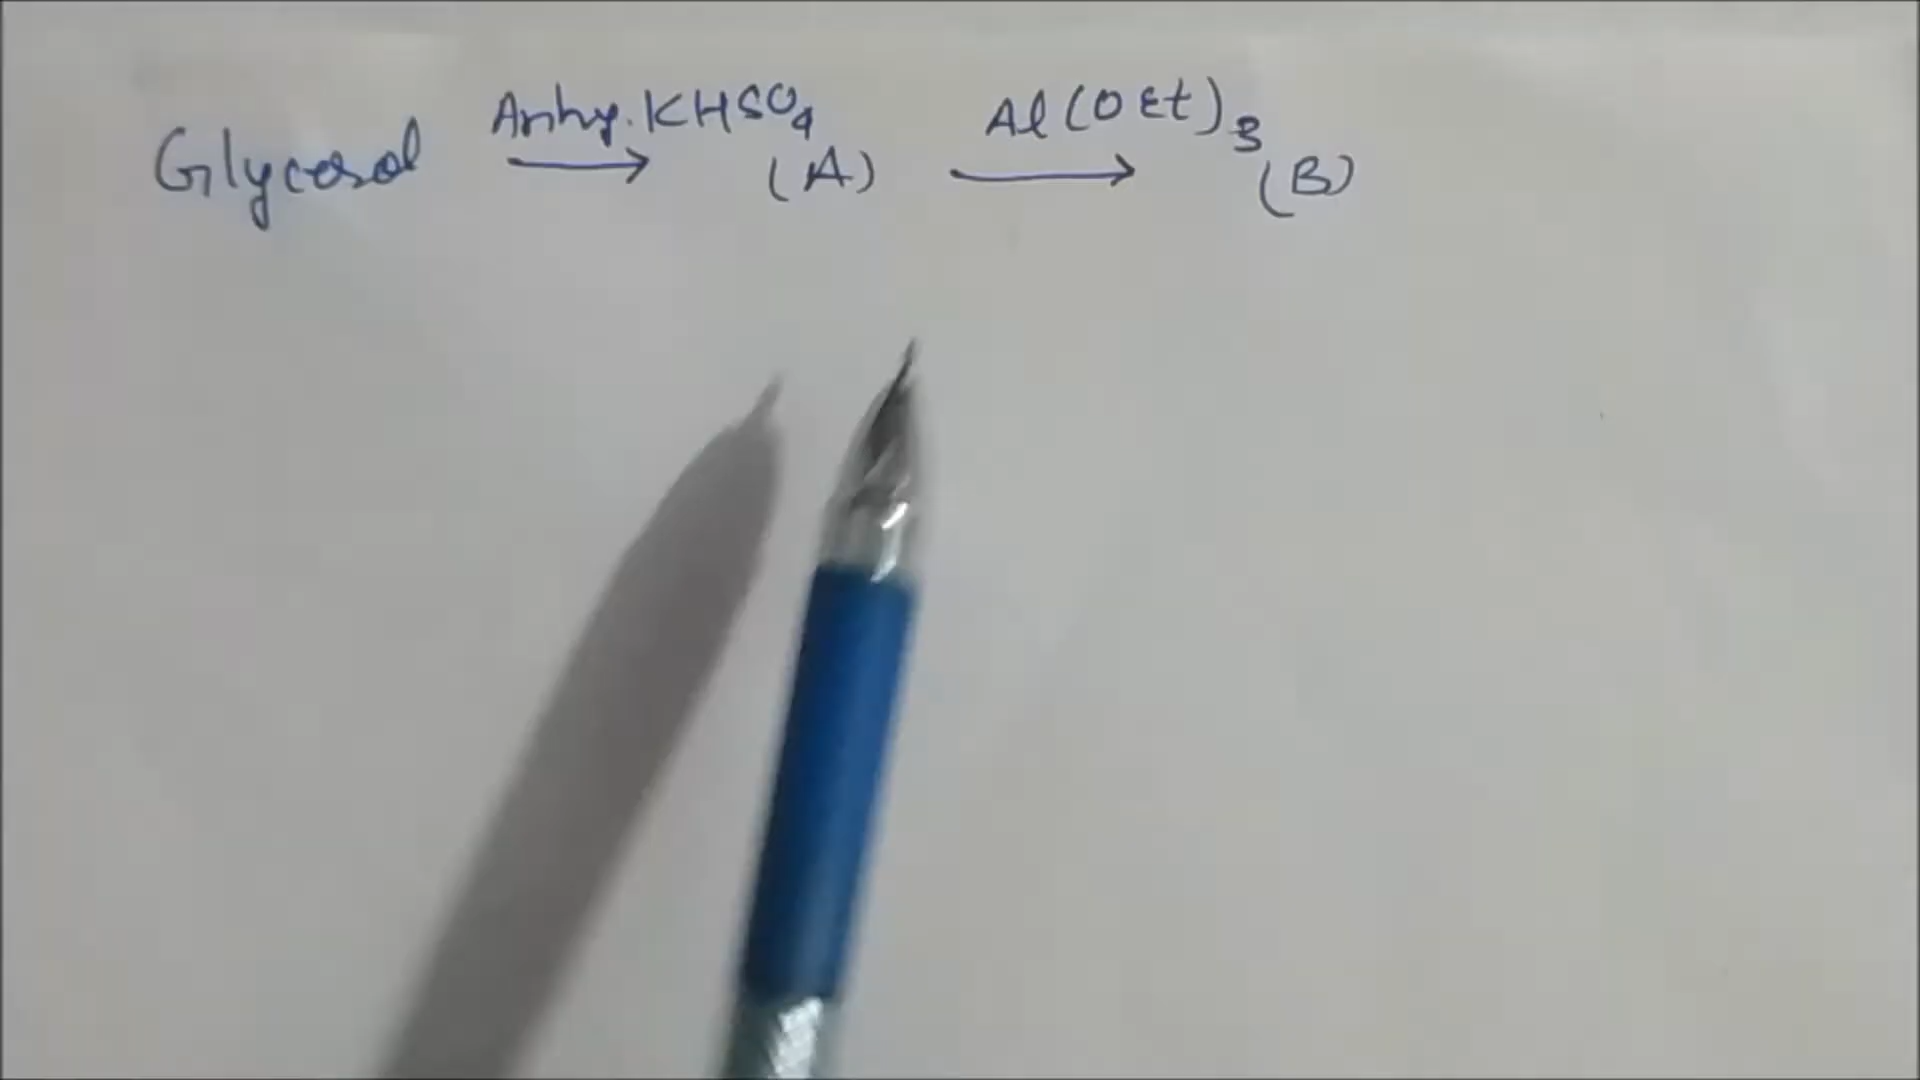 Glycerol Anhy. KHSO4 → (A) Al(OEt)3 → (B)